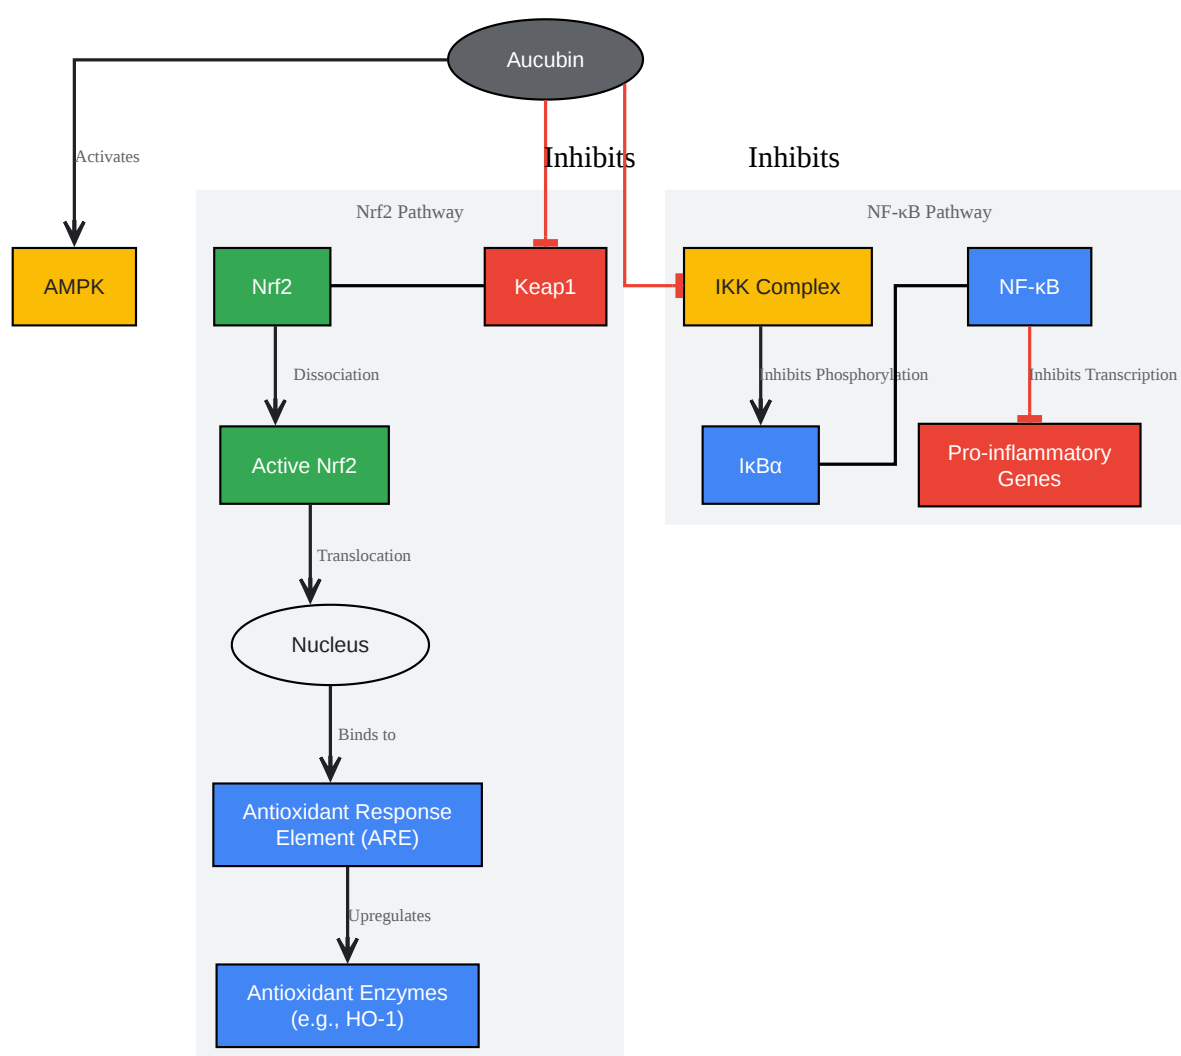 Aucubin
Activates
Inhibits
Inhibits
Nrf2 Pathway
NF-κB Pathway
AMPK
Nrf2
Keap1
IKK Complex
NF-κB
Dissociation
Inhibits Phosphorylation
Inhibits Transcription
Active Nrf2
IκBα
Pro-inflammatory
Genes
Translocation
Nucleus
Binds to
Antioxidant Response
Element (ARE)
Upregulates
Antioxidant Enzymes
(e.g., HO-1)